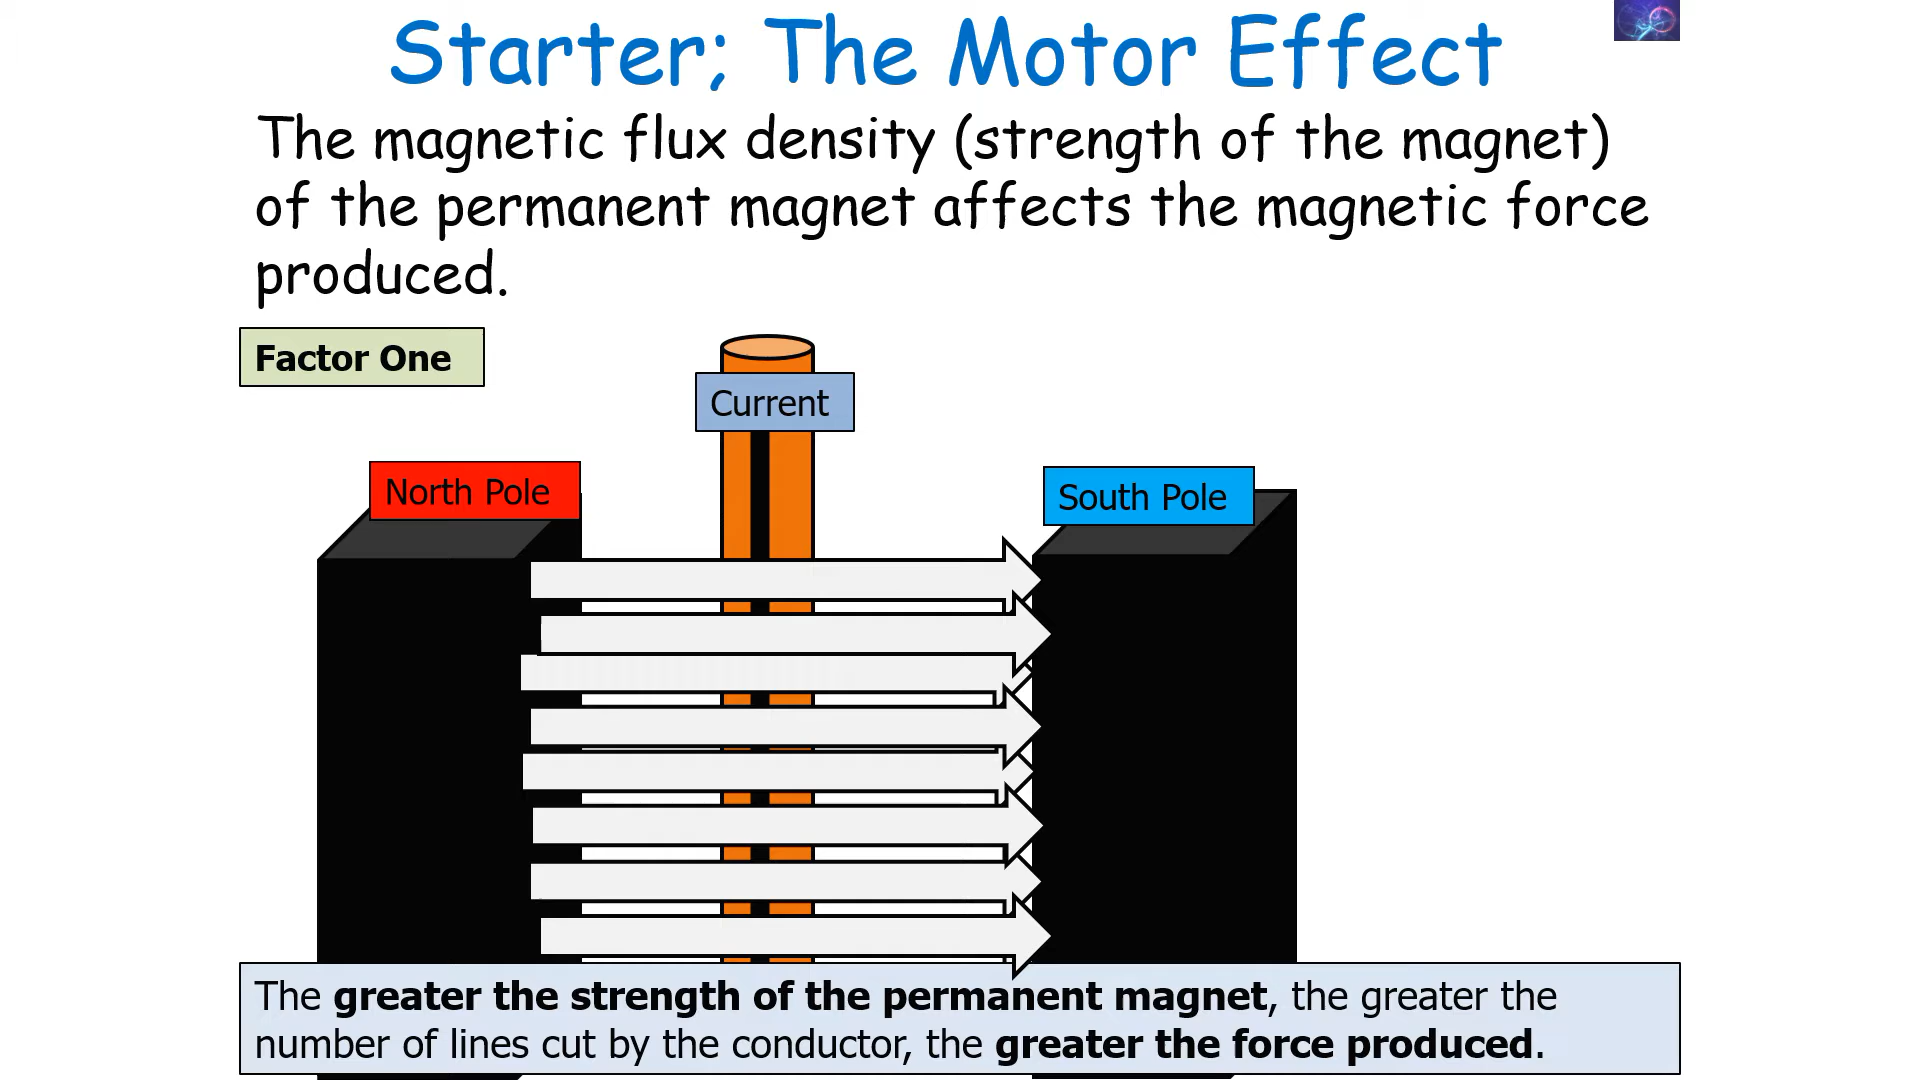 Starter; The Motor Effect
The magnetic flux density (strength of the magnet)
of the permanent magnet affects the magnetic force
produced.
Factor One
Current
North Pole
South Pole
The greater the strength of the permanent magnet, the greater the
number of lines cut by the conductor, the greater the force produced.